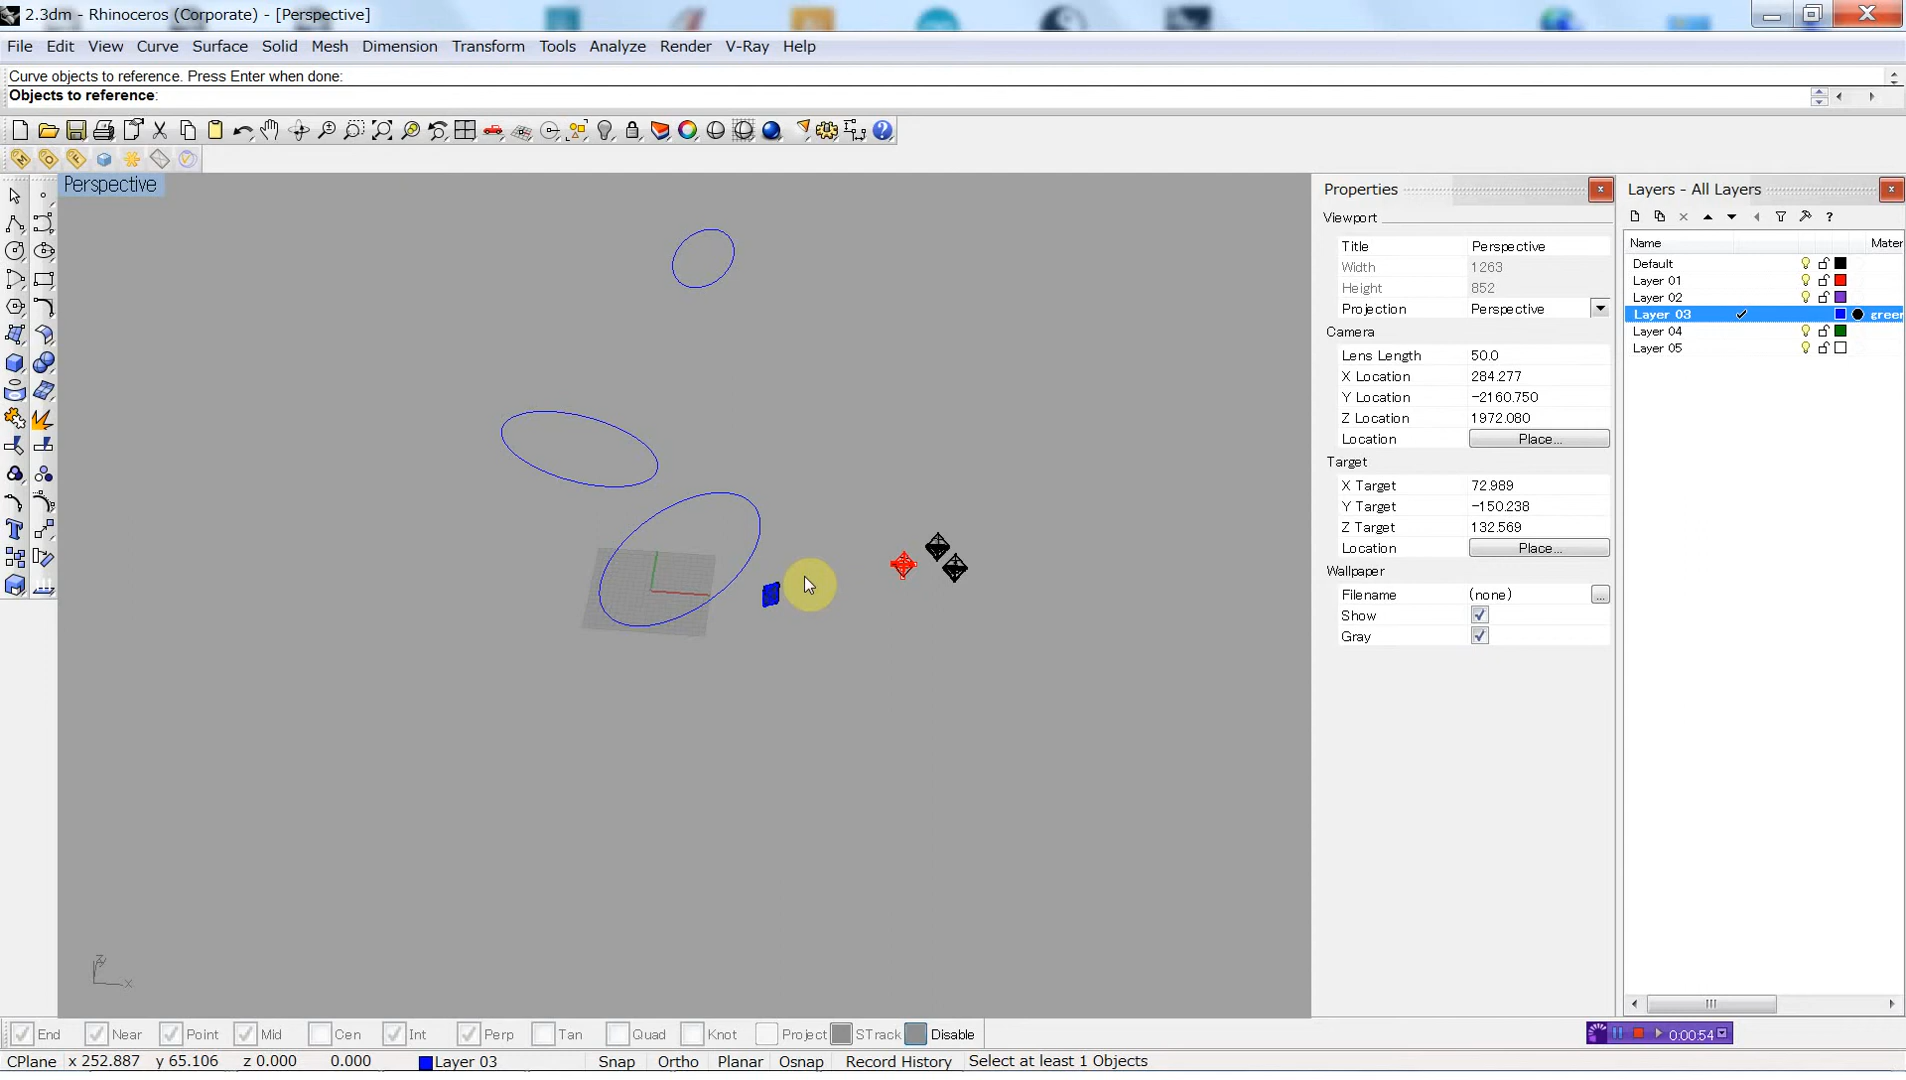 2.3dm - Rhinoceros (Corporate) - [Perspective]
File Edit View Curve Surface Solid Mesh Dimension Transform Tools Analyze Render V-Ray Help
Curve objects to reference. Press Enter when done:
Objects to reference:
Perspective
Properties
Viewport
Title Perspective
Width 1263
Height 852
Projection Perspective
Camera
Lens Length 50.0
X Location 284.277
Y Location -2160.750
Z Location 1972.080
Location Place...
Target
X Target 72.989
Y Target -150.238
Z Target 132.569
Location Place...
Wallpaper
Filename (none) ...
Show
Gray
Layers - All Layers
Name Mater
Default
Layer 01
Layer 02
Layer 03 green
Layer 04
Layer 05
z
x
End Near Point Mid Cen Int Perp Tan Quad Knot Project STrack Disable
0:00:54
CPlane x 252.887 y 65.106 z 0.000 0.000 Layer 03 Snap Ortho Planar Osnap Record History Select at least 1 Objects